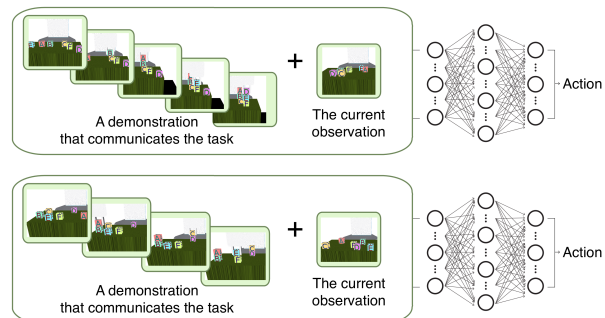 +
Action
A demonstration
that communicates the task
The current
observation
+
Action
A demonstration
that communicates the task
The current
observation